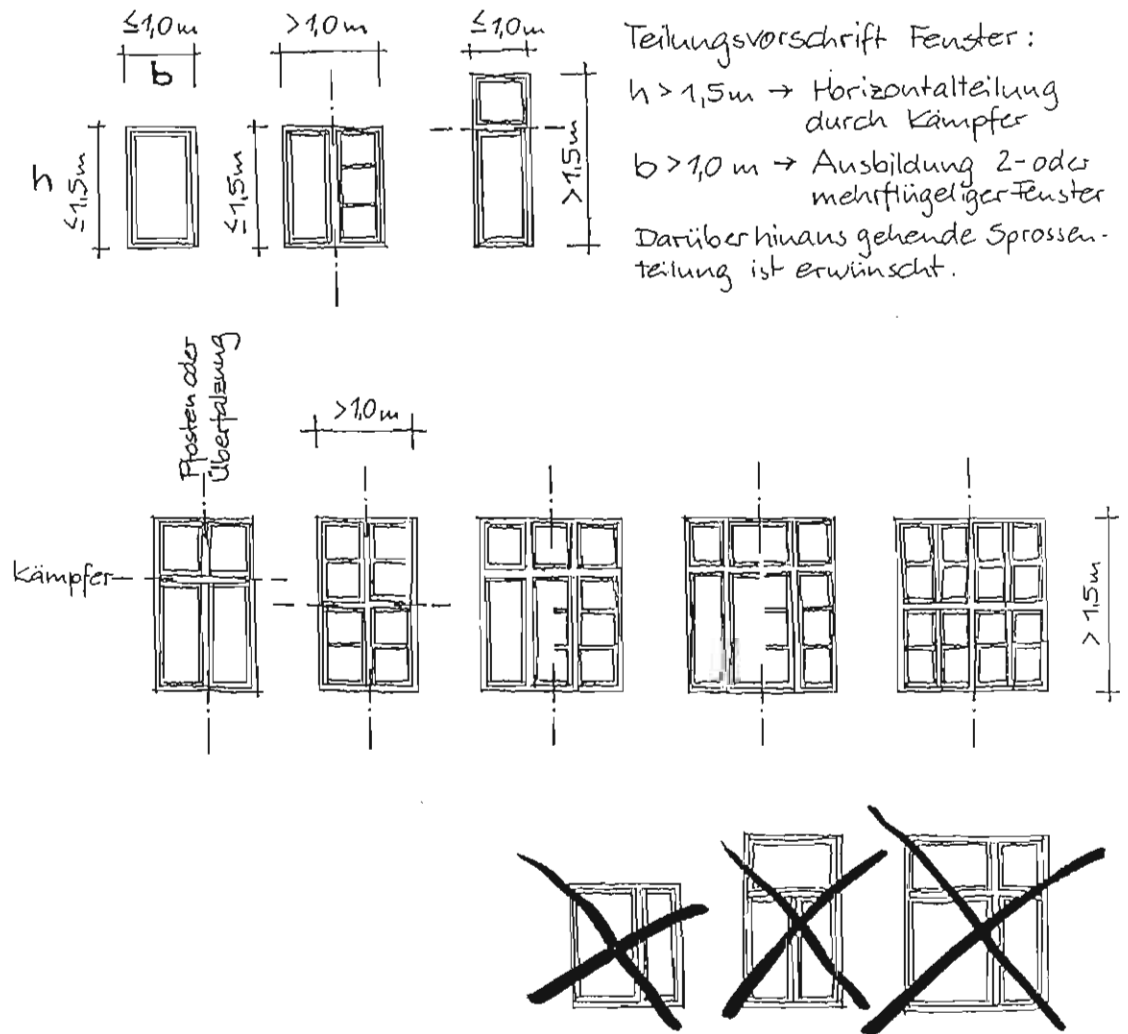 ≤1,0m
>1,0m
≤1,0m
b
h
≤1,5m
≤1,5m
>1,5m
Teilungsvorschrift Fenster:
h > 1,5m → Horizontalteilung
durch Kämpfer
b > 1,0 m → Ausbildung 2- oder
mehrflügeliger Fenster
Darüber hinaus gehende Sprossen-
teilung ist erwünscht.
Pfosten oder
Überfalzung
>1,0m
Kämpfer
>1,5m